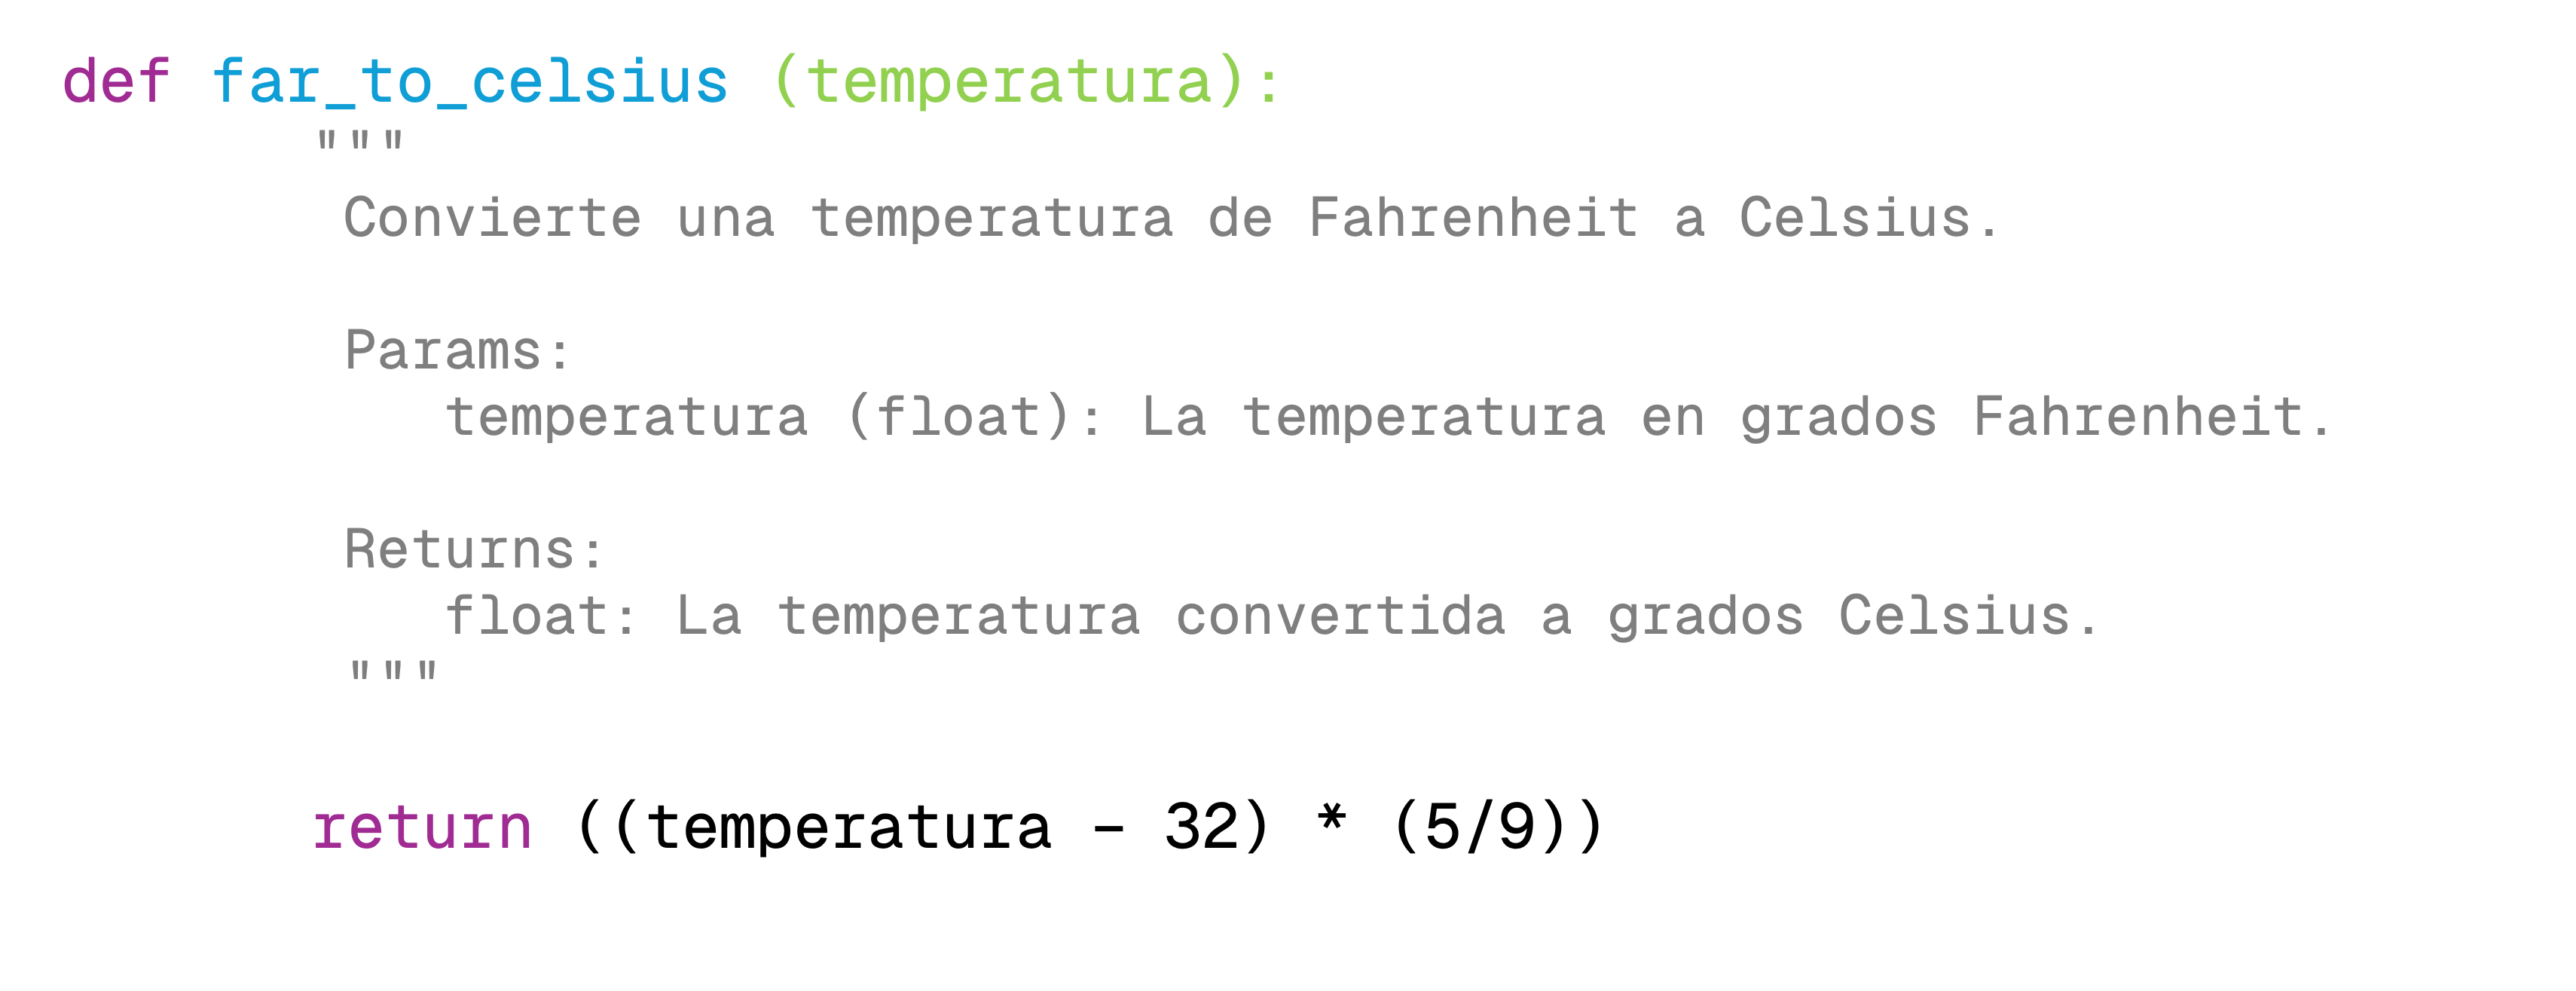 def far_to_celsius (temperatura):
"""
Convierte una temperatura de Fahrenheit a Celsius.
Params:
temperatura (float): La temperatura en grados Fahrenheit.
Returns:
float: La temperatura convertida a grados Celsius.
"""
return ((temperatura - 32) * (5/9))